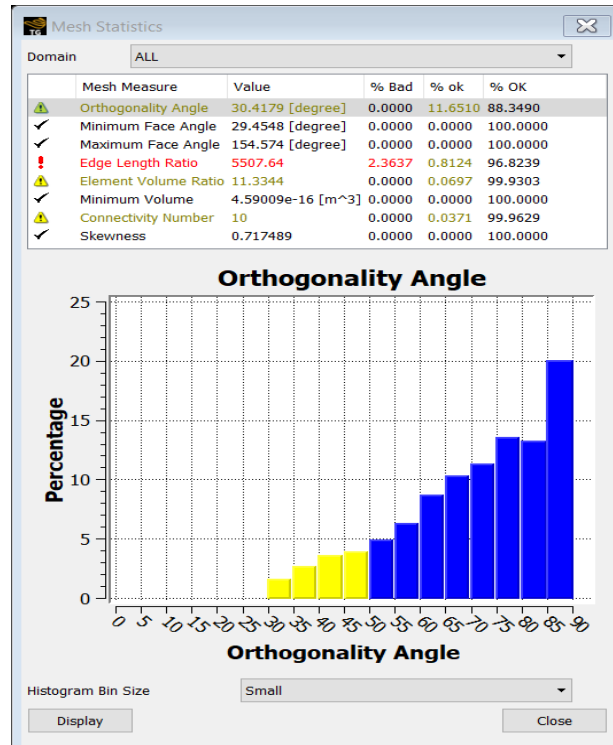 TG Mesh Statistics
Domain ALL
Mesh Measure Value % Bad % ok % OK
Orthogonality Angle 30.4179 [degree] 0.0000 11.6510 88.3490
Minimum Face Angle 29.4548 [degree] 0.0000 0.0000 100.0000
Maximum Face Angle 154.574 [degree] 0.0000 0.0000 100.0000
Edge Length Ratio 5507.64 2.3637 0.8124 96.8239
Element Volume Ratio 11.3344 0.0000 0.0697 99.9303
Minimum Volume 4.59009e-16 [m^3] 0.0000 0.0000 100.0000
Connectivity Number 10 0.0000 0.0371 99.9629
Skewness 0.717489 0.0000 0.0000 100.0000
Orthogonality Angle
25
20
15
10
5
0
Percentage
0 5 10 15 20 25 30 35 40 45 50 55 60 65 70 75 80 85 90
Orthogonality Angle
Histogram Bin Size Small
Display Close